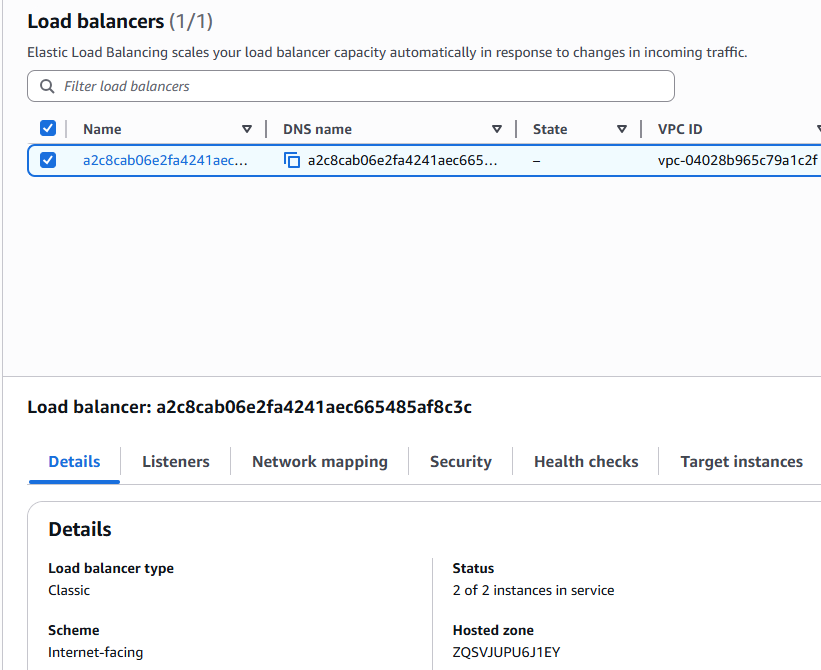 Load balancers (1/1)
Elastic Load Balancing scales your load balancer capacity automatically in response to changes in incoming traffic.
Filter load balancers
Name DNS name State VPC ID
a2c8cab06e2fa4241aec... a2c8cab06e2fa4241aec665... – vpc-04028b965c79a1c2f
Load balancer: a2c8cab06e2fa4241aec665485af8c3c
Details Listeners Network mapping Security Health checks Target instances
Details
Load balancer type Status
Classic 2 of 2 instances in service
Scheme Hosted zone
Internet-facing ZQSVJUPU6J1EY